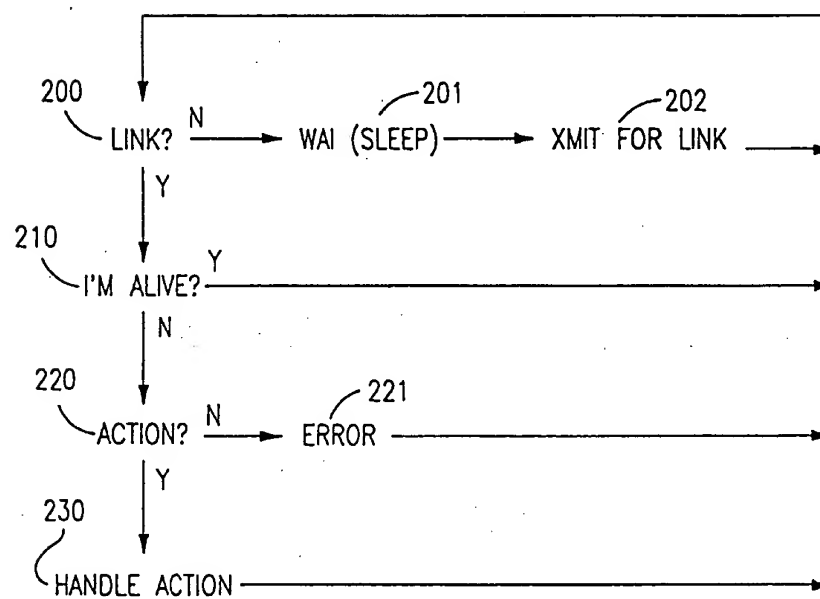 200 201 202
LINK? N WAI (SLEEP) XMIT FOR LINK
Y
210
I'M ALIVE? Y
N
220 221
ACTION? N ERROR
Y
230
HANDLE ACTION